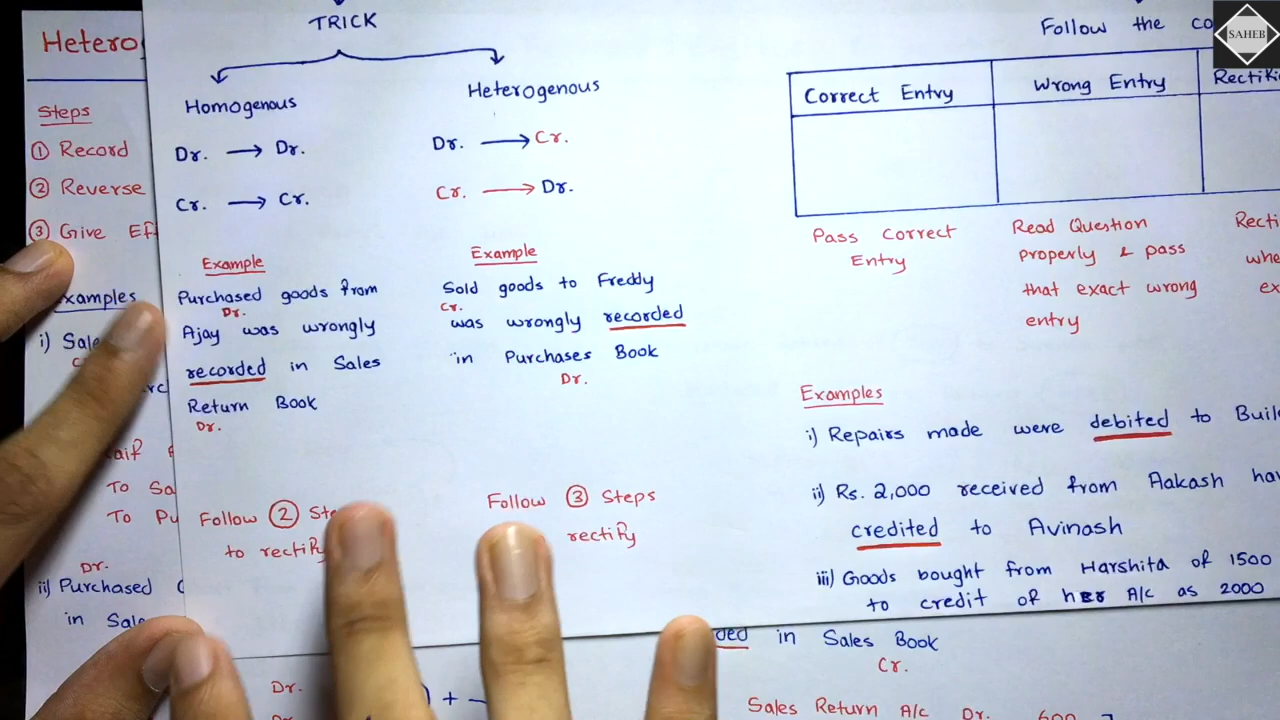 TRICK
Homogenous
Dr. → Dr.
Cr. → Cr.
Example
Purchased goods from
Dr.
Ajay was wrongly
recorded in Sales
Return Book
Dr.
Follow ②
to rectify
Heterogenous
Dr. → Cr.
Cr. → Dr.
Example
Sold goods to Freddy
Cr.
was wrongly recorded
in Purchases Book
Dr.
Follow ③ Steps
rectify
Follow the
SAHEB
Correct Entry
Wrong Entry
Pass Correct
Entry
Read Question
properly & pass
that exact wrong
entry
Examples
i) Repairs made were debited to
ii) Rs. 2,000 received from Aakash
credited to Avinash
iii) Goods bought from Harshita of 1500
to credit of her A/c as 2000
Steps
① Record
② Reverse
③ Give
i)
To
To
Dr.
ii) Purchased
in
Dr.
+
in Sales Book
Cr.
Sales Return A/c Dr. 600